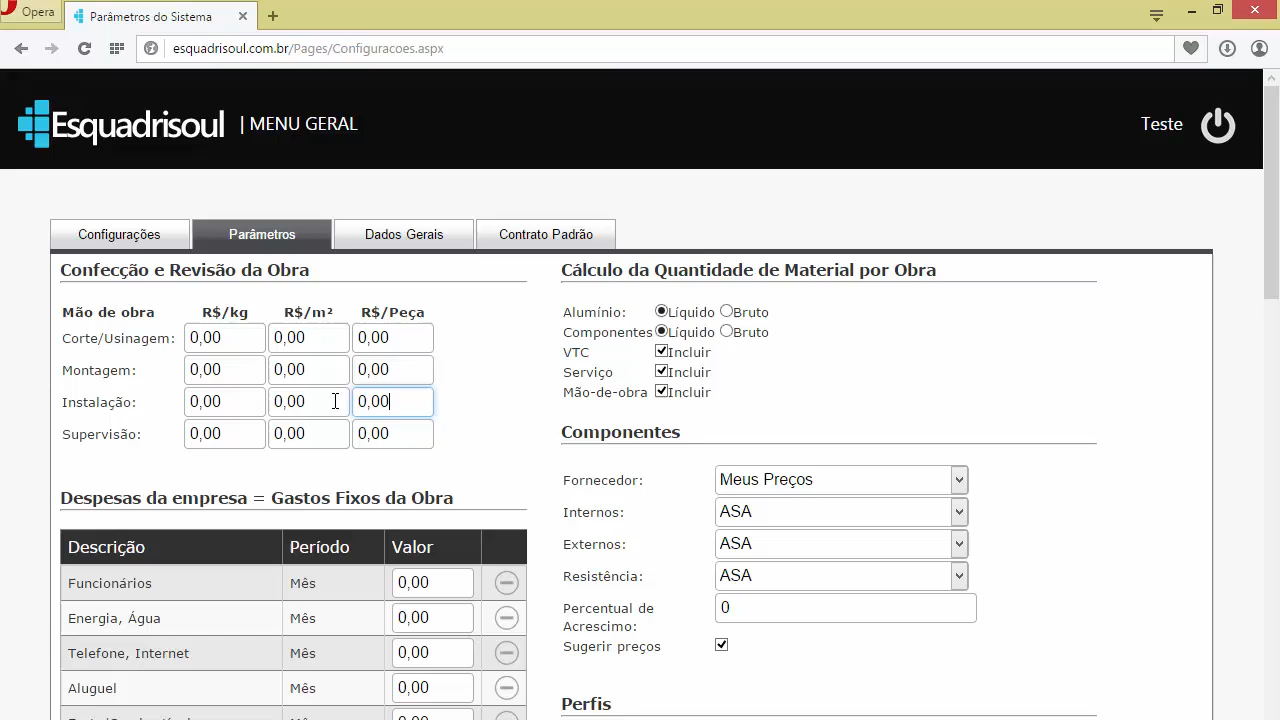 Opera
Parâmetros do Sistema
esquadrisoul.com.br/Pages/Configuracoes.aspx
Esquadrisoul | MENU GERAL
Teste
Configurações
Parâmetros
Dados Gerais
Contrato Padrão
Confecção e Revisão da Obra
Mão de obra R$/kg R$/m² R$/Peça
Corte/Usinagem: 0,00 0,00 0,00
Montagem: 0,00 0,00 0,00
Instalação: 0,00 0,00 0,00
Supervisão: 0,00 0,00 0,00
Despesas da empresa = Gastos Fixos da Obra
Descrição Período Valor
Funcionários Mês 0,00
Energia, Água Mês 0,00
Telefone, Internet Mês 0,00
Aluguel Mês 0,00
Cálculo da Quantidade de Material por Obra
Alumínio: Líquido Bruto
Componentes Líquido Bruto
VTC Incluir
Serviço Incluir
Mão-de-obra Incluir
Componentes
Fornecedor: Meus Preços
Internos: ASA
Externos: ASA
Resistência: ASA
Percentual de
Acrescimo: 0
Sugerir preços
Perfis